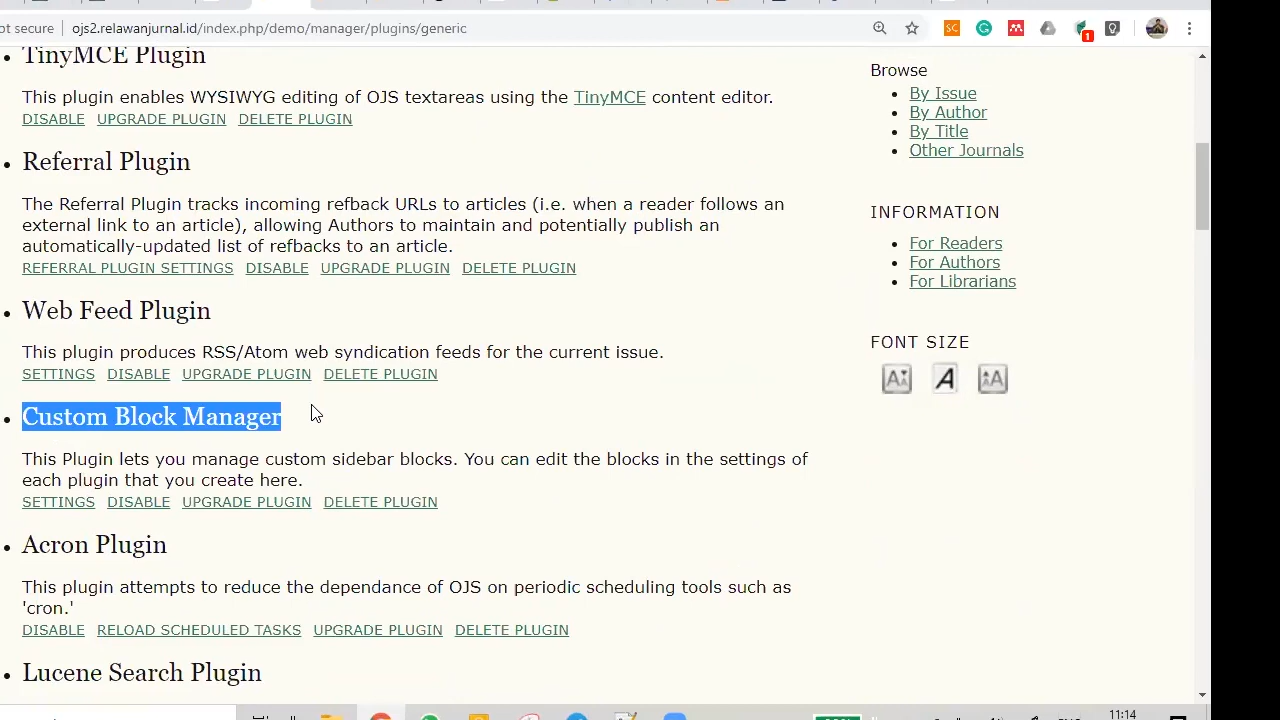 ot secure
ojs2.relawanjurnal.id/index.php/demo/manager/plugins/generic
TinyMCE Plugin
This plugin enables WYSIWYG editing of OJS textareas using the TinyMCE content editor.
DISABLE UPGRADE PLUGIN DELETE PLUGIN
Referral Plugin
The Referral Plugin tracks incoming refback URLs to articles (i.e. when a reader follows an
external link to an article), allowing Authors to maintain and potentially publish an
automatically-updated list of refbacks to an article.
REFERRAL PLUGIN SETTINGS DISABLE UPGRADE PLUGIN DELETE PLUGIN
Web Feed Plugin
This plugin produces RSS/Atom web syndication feeds for the current issue.
SETTINGS DISABLE UPGRADE PLUGIN DELETE PLUGIN
Custom Block Manager
This Plugin lets you manage custom sidebar blocks. You can edit the blocks in the settings of
each plugin that you create here.
SETTINGS DISABLE UPGRADE PLUGIN DELETE PLUGIN
Acron Plugin
This plugin attempts to reduce the dependance of OJS on periodic scheduling tools such as
'cron.'
DISABLE RELOAD SCHEDULED TASKS UPGRADE PLUGIN DELETE PLUGIN
Lucene Search Plugin
Browse
By Issue
By Author
By Title
Other Journals
INFORMATION
For Readers
For Authors
For Librarians
FONT SIZE
11:14